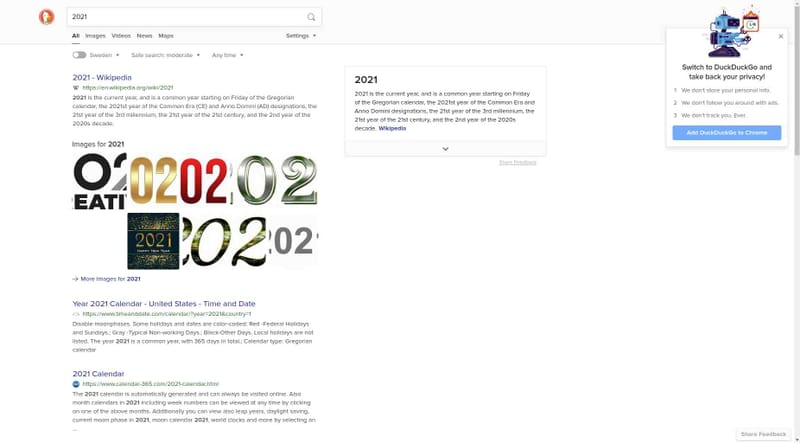 2021
All Images Videos News Maps Settings
Sweden Safe search: moderate Any time
2021 - Wikipedia
https://en.wikipedia.org/wiki/2021
2021 is the current year, and is a common year starting on Friday of the Gregorian
calendar, the 2021st year of the Common Era (CE) and Anno Domini (AD) designations, the
21st year of the 3rd millennium, the 21st year of the 21st century, and the 2nd year of the
2020s decade.
Images for 2021
EATI
202
202
2021
HAPPY NEW YEAR
202
202
More Images for 2021
Year 2021 Calendar - United States - Time and Date
https://www.timeanddate.com/calendar/?year=2021&country=1
Disable moonphases. Some holidays and dates are color-coded: Red -Federal Holidays
and Sundays.; Gray -Typical Non-working Days.; Black-Other Days. Local holidays are not
listed. The year 2021 is a common year, with 365 days in total.; Calendar type: Gregorian
calendar
2021 Calendar
https://www.calendar-365.com/2021-calendar.html
The 2021 calendar is automatically generated and can always be visited online. Also
month calendars in 2021 including week numbers can be viewed at any time by clicking
on one of the above months. Additionally you can view also leap years, daylight saving,
current moon phase in 2021, moon calendar 2021, world clocks and more by selecting an
...
2021
2021 is the current year, and is a common year starting on Friday
of the Gregorian calendar, the 2021st year of the Common Era and
Anno Domini designations, the 21st year of the 3rd millennium,
the 21st year of the 21st century, and the 2nd year of the 2020s
decade. Wikipedia
Share Feedback
Switch to DuckDuckGo and
take back your privacy!
1 We don't store your personal info.
2 We don't follow you around with ads.
3 We don't track you. Ever.
Add DuckDuckGo to Chrome
Share Feedback